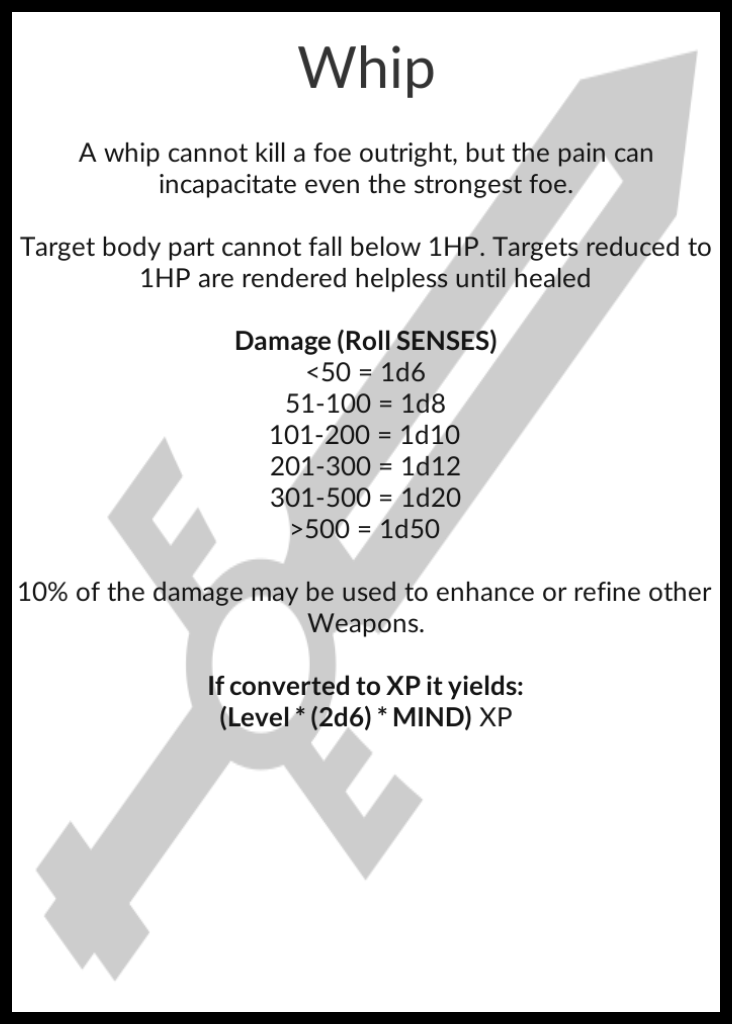 Whip
A whip cannot kill a foe outright, but the pain can
incapacitate even the strongest foe.
Target body part cannot fall below 1HP. Targets reduced to
1HP are rendered helpless until healed
Damage (Roll SENSES)
<50 = 1d6
51-100 = 1d8
101-200 = 1d10
201-300 = 1d12
301-500 = 1d20
>500 = 1d50
10% of the damage may be used to enhance or refine other
Weapons.
If converted to XP it yields:
(Level * (2d6) * MIND) XP